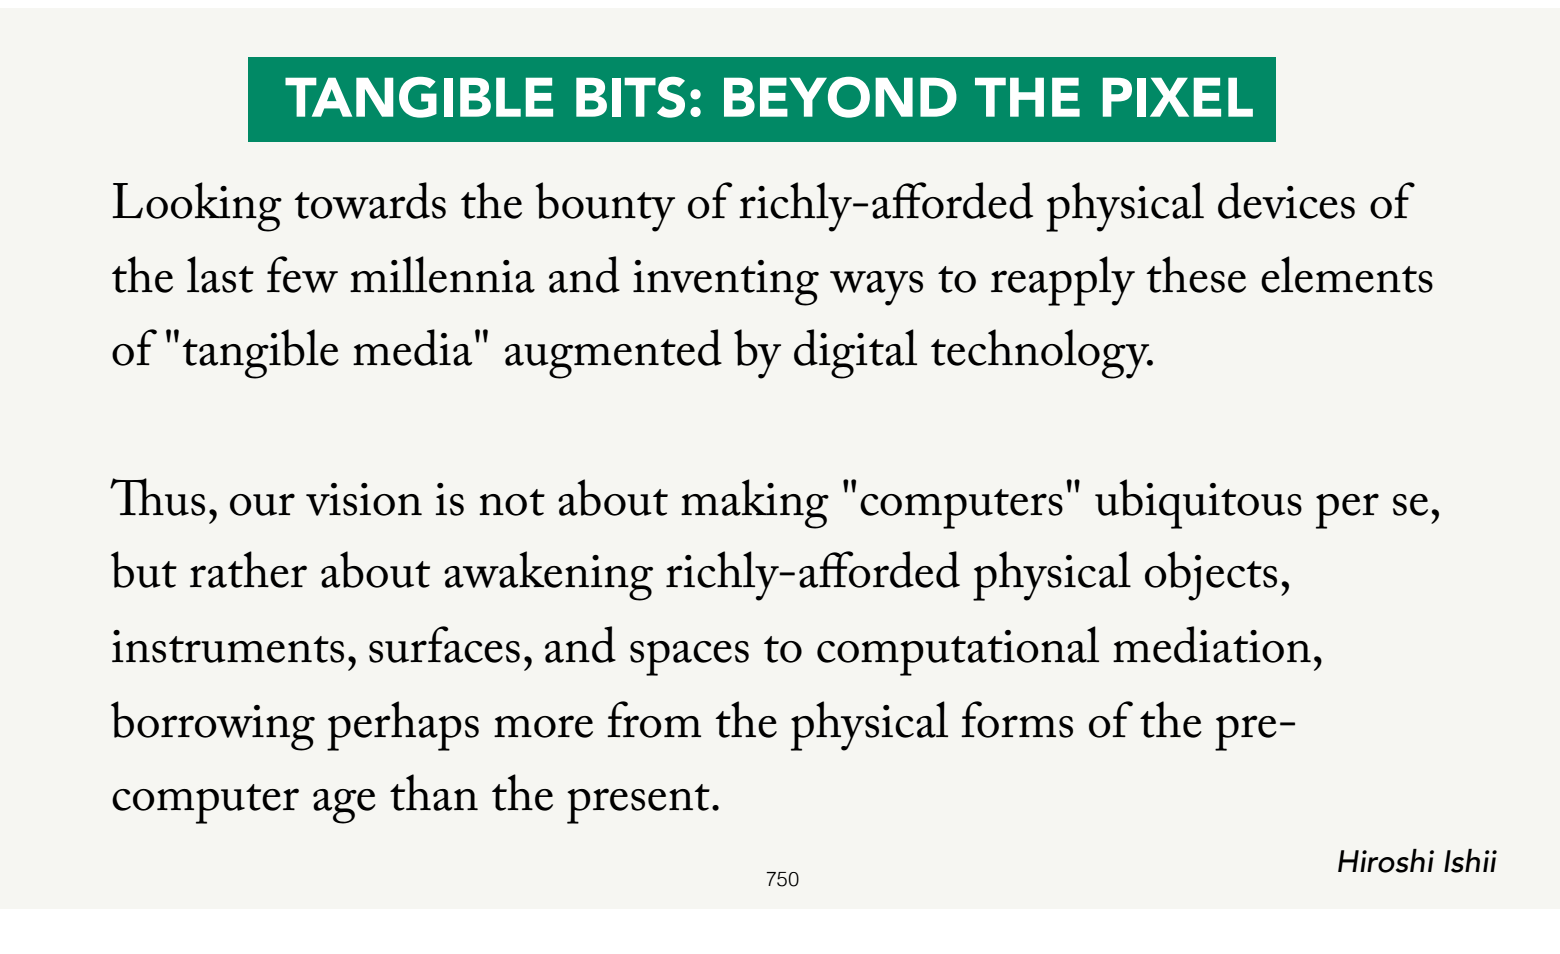 TANGIBLE BITS: BEYOND THE PIXEL
Looking towards the bounty of richly-afforded physical devices of
the last few millennia and inventing ways to reapply these elements
of "tangible media" augmented by digital technology.
Thus, our vision is not about making "computers" ubiquitous per se,
but rather about awakening richly-afforded physical objects,
instruments, surfaces, and spaces to computational mediation,
borrowing perhaps more from the physical forms of the pre-
computer age than the present.
Hiroshi Ishii
750